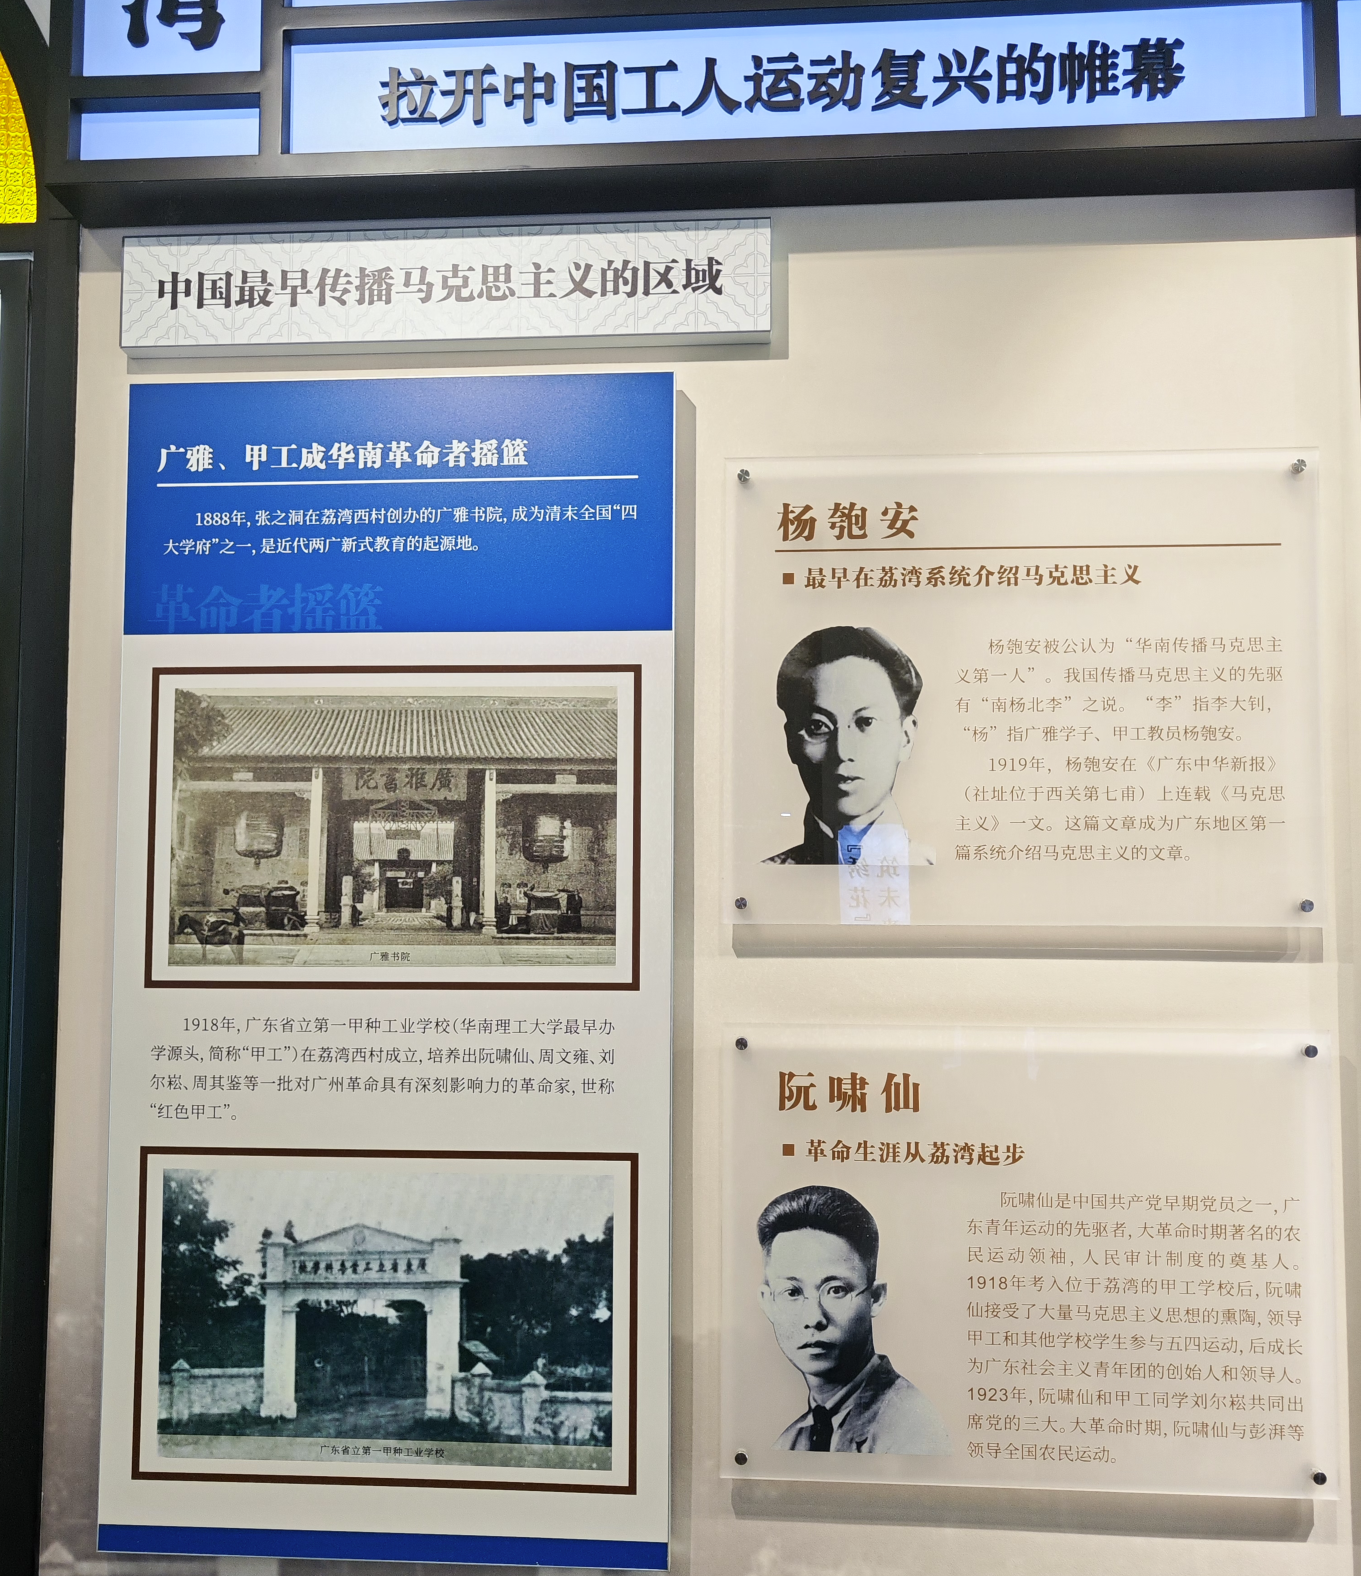 湾
拉开中国工人运动复兴的帷幕
中国最早传播马克思主义的区域
广雅、甲工成华南革命者摇篮
1888年，张之洞在荔湾西村创办的广雅书院，成为清末全国“四
大学府”之一，是近代两广新式教育的起源地。
革命者摇篮
廣雅書院
广雅书院
1918年，广东省立第一甲种工业学校（华南理工大学最早办
学源头，简称“甲工”）在荔湾西村成立，培养出阮啸仙、周文雍、刘
尔崧、周其鉴等一批对广州革命具有深刻影响力的革命家，世称
“红色甲工”。
广东省立第一甲种工业学校
杨匏安
■ 最早在荔湾系统介绍马克思主义
杨匏安被公认为“华南传播马克思主
义第一人”。我国传播马克思主义的先驱
有“南杨北李”之说。“李”指李大钊，
“杨”指广雅学子、甲工教员杨匏安。
1919年，杨匏安在《广东中华新报》
（社址位于西关第七甫）上连载《马克思
主义》一文。这篇文章成为广东地区第一
篇系统介绍马克思主义的文章。
阮啸仙
■ 革命生涯从荔湾起步
阮啸仙是中国共产党早期党员之一，广
东青年运动的先驱者，大革命时期著名的农
民运动领袖，人民审计制度的奠基人。
1918年考入位于荔湾的甲工学校后，阮啸
仙接受了大量马克思主义思想的熏陶，领导
甲工和其他学校学生参与五四运动，后成长
为广东社会主义青年团的创始人和领导人。
1923年，阮啸仙和甲工同学刘尔崧共同出
席党的三大。大革命时期，阮啸仙与彭湃等
领导全国农民运动。